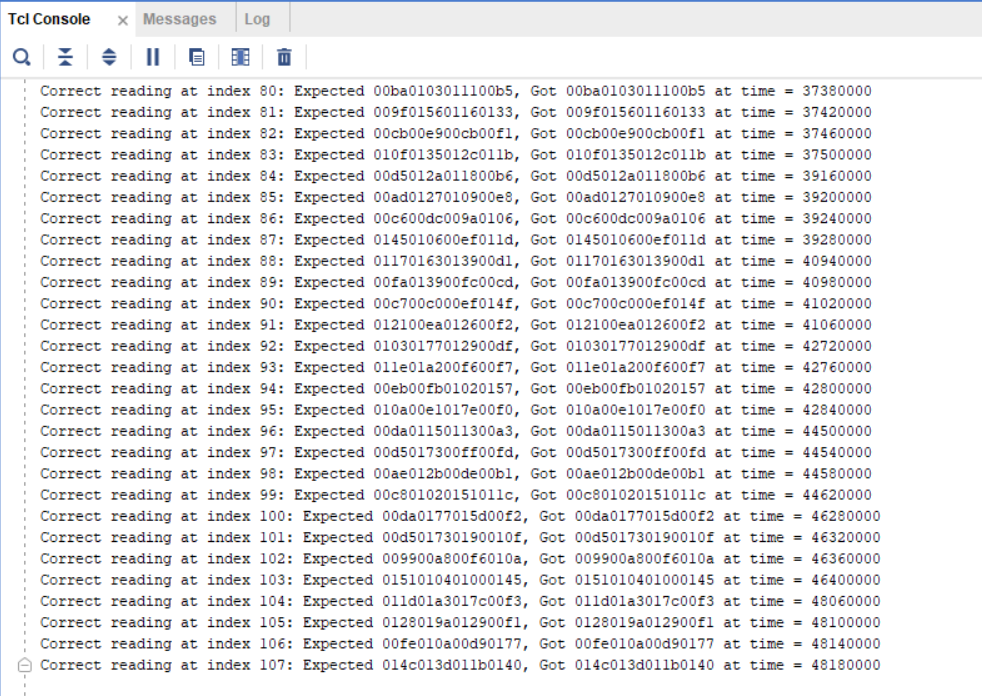 Tcl Console
Messages
Log
Correct reading at index 80: Expected 00ba0103011100b5, Got 00ba0103011100b5 at time = 37380000
Correct reading at index 81: Expected 009f015601160133, Got 009f015601160133 at time = 37420000
Correct reading at index 82: Expected 00cb00e900cb00f1, Got 00cb00e900cb00f1 at time = 37460000
Correct reading at index 83: Expected 010f0135012c011b, Got 010f0135012c011b at time = 37500000
Correct reading at index 84: Expected 00d5012a011800b6, Got 00d5012a011800b6 at time = 39160000
Correct reading at index 85: Expected 00ad0127010900e8, Got 00ad0127010900e8 at time = 39200000
Correct reading at index 86: Expected 00c600dc009a0106, Got 00c600dc009a0106 at time = 39240000
Correct reading at index 87: Expected 0145010600ef011d, Got 0145010600ef011d at time = 39280000
Correct reading at index 88: Expected 01170163013900d1, Got 01170163013900d1 at time = 40940000
Correct reading at index 89: Expected 00fa013900fc00cd, Got 00fa013900fc00cd at time = 40980000
Correct reading at index 90: Expected 00c700c000ef014f, Got 00c700c000ef014f at time = 41020000
Correct reading at index 91: Expected 012100ea012600f2, Got 012100ea012600f2 at time = 41060000
Correct reading at index 92: Expected 01030177012900df, Got 01030177012900df at time = 42720000
Correct reading at index 93: Expected 011e01a200f600f7, Got 011e01a200f600f7 at time = 42760000
Correct reading at index 94: Expected 00eb00fb01020157, Got 00eb00fb01020157 at time = 42800000
Correct reading at index 95: Expected 010a00e1017e00f0, Got 010a00e1017e00f0 at time = 42840000
Correct reading at index 96: Expected 00da0115011300a3, Got 00da0115011300a3 at time = 44500000
Correct reading at index 97: Expected 00d5017300ff00fd, Got 00d5017300ff00fd at time = 44540000
Correct reading at index 98: Expected 00ae012b00de00b1, Got 00ae012b00de00b1 at time = 44580000
Correct reading at index 99: Expected 00c801020151011c, Got 00c801020151011c at time = 44620000
Correct reading at index 100: Expected 00da0177015d00f2, Got 00da0177015d00f2 at time = 46280000
Correct reading at index 101: Expected 00d501730190010f, Got 00d501730190010f at time = 46320000
Correct reading at index 102: Expected 009900a800f6010a, Got 009900a800f6010a at time = 46360000
Correct reading at index 103: Expected 0151010401000145, Got 0151010401000145 at time = 46400000
Correct reading at index 104: Expected 011d01a3017c00f3, Got 011d01a3017c00f3 at time = 48060000
Correct reading at index 105: Expected 0128019a012900f1, Got 0128019a012900f1 at time = 48100000
Correct reading at index 106: Expected 00fe010a00d90177, Got 00fe010a00d90177 at time = 48140000
Correct reading at index 107: Expected 014c013d011b0140, Got 014c013d011b0140 at time = 48180000